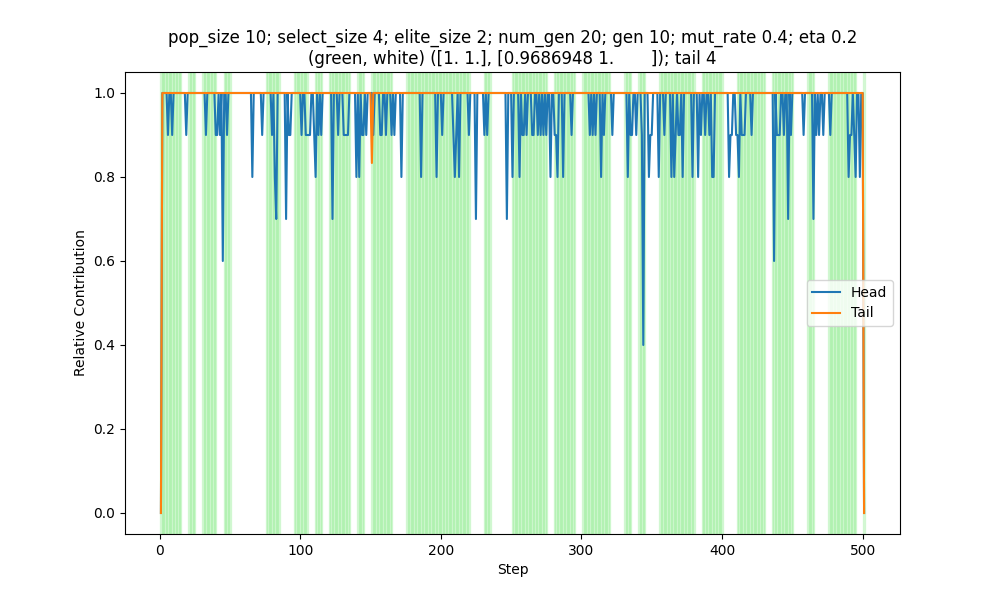 pop_size 10; select_size 4; elite_size 2; num_gen 20; gen 10; mut_rate 0.4; eta 0.2
(green, white) ([1. 1.], [0.9686948 1.        ]); tail 4
1.0
0.8
0.6
0.4
0.2
0.0
Relative Contribution
Head
Tail
0 100 200 300 400 500
Step